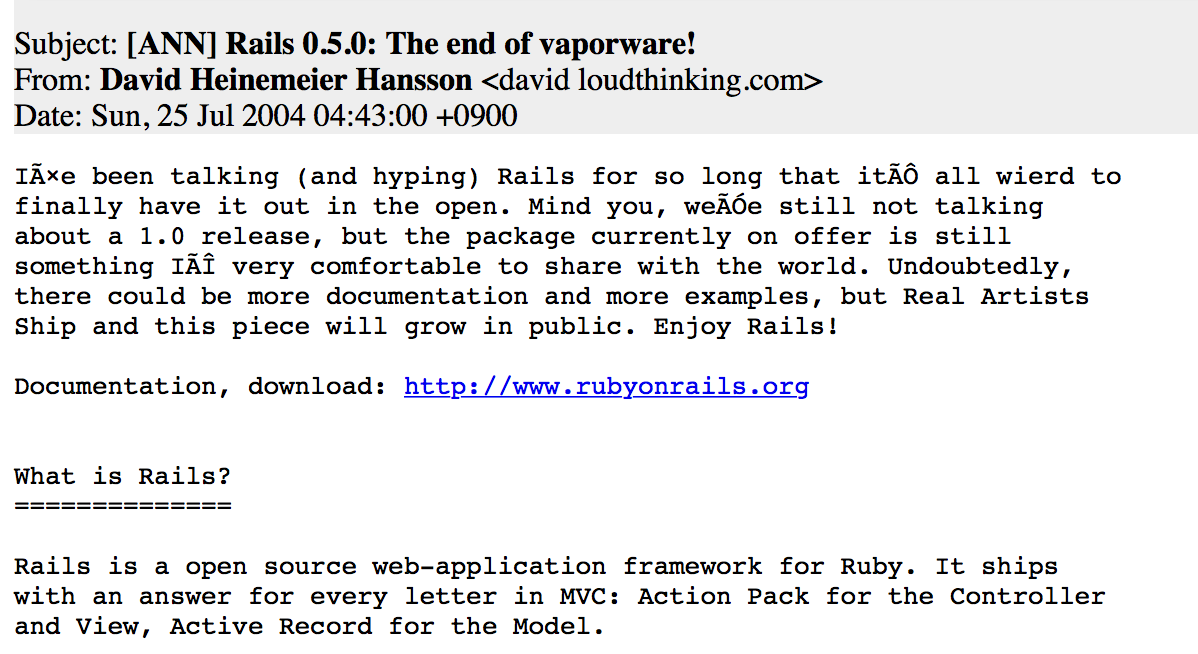 Subject: [ANN] Rails 0.5.0: The end of vaporware!
From: David Heinemeier Hansson <david loudthinking.com>
Date: Sun, 25 Jul 2004 04:43:00 +0900
IÃ×e been talking (and hyping) Rails for so long that itÃÔ all wierd to
finally have it out in the open. Mind you, weÃÓe still not talking
about a 1.0 release, but the package currently on offer is still
something IÃÎ very comfortable to share with the world. Undoubtedly,
there could be more documentation and more examples, but Real Artists
Ship and this piece will grow in public. Enjoy Rails!
Documentation, download: http://www.rubyonrails.org
What is Rails?
==============
Rails is a open source web-application framework for Ruby. It ships
with an answer for every letter in MVC: Action Pack for the Controller
and View, Active Record for the Model.